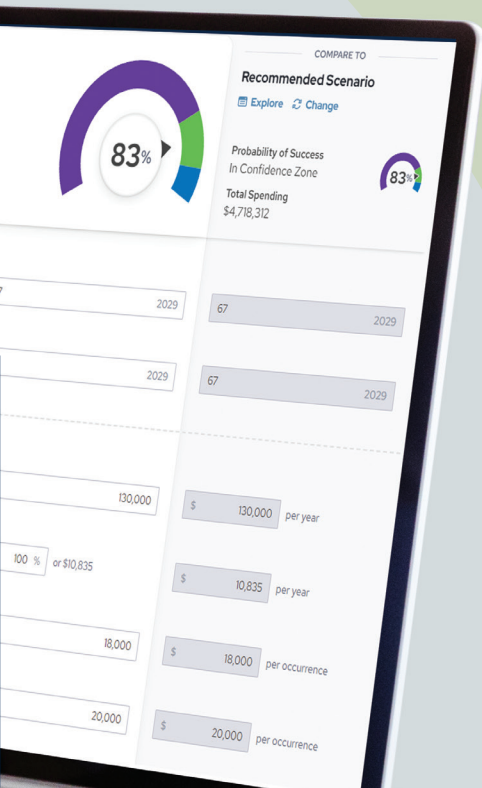 COMPARE TO
Recommended Scenario
Explore Change
83%
Probability of Success
In Confidence Zone
83%
Total Spending
$4,718,312
2029
67 2029
2029
67 2029
130,000
$ 130,000 per year
100 % or $10,835
$ 10,835 per year
18,000
$ 18,000 per occurrence
20,000
$ 20,000 per occurrence